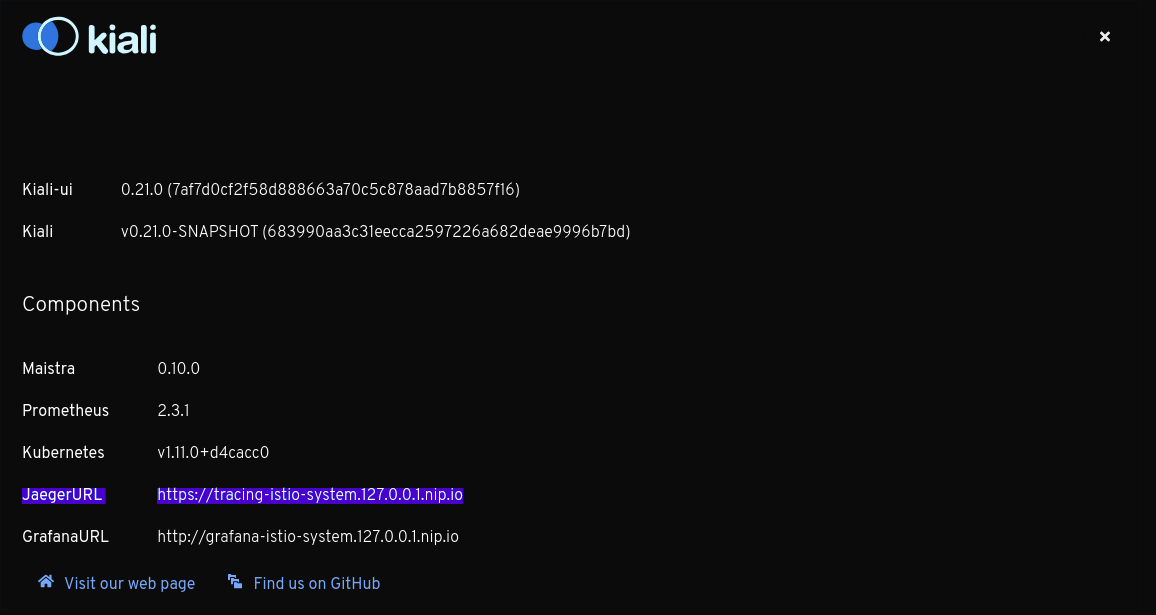 kiali
Kiali-ui 0.21.0 (7af7d0cf2f58d888663a70c5c878aad7b8857f16)
Kiali v0.21.0-SNAPSHOT (683990aa3c31eecca2597226a682deae9996b7bd)
Components
Maistra 0.10.0
Prometheus 2.3.1
Kubernetes v1.11.0+d4cacc0
JaegerURL https://tracing-istio-system.127.0.0.1.nip.io
GrafanaURL http://grafana-istio-system.127.0.0.1.nip.io
Visit our web page Find us on GitHub